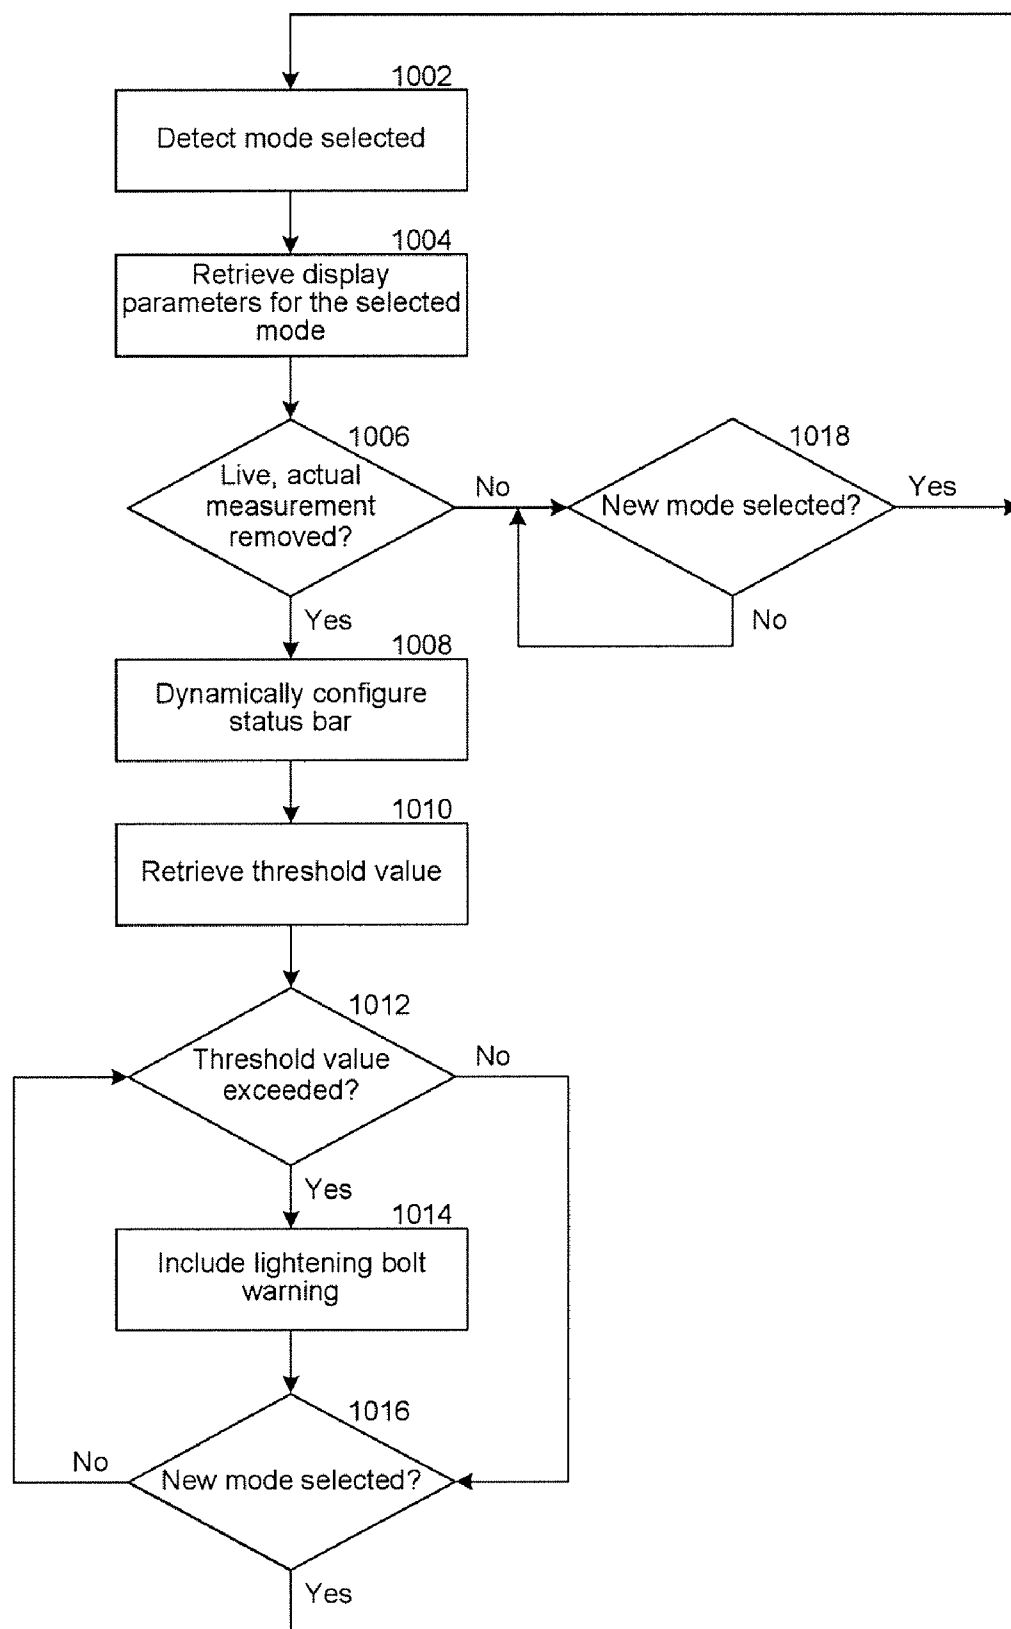 1002
Detect mode selected
1004
Retrieve display
parameters for the selected
mode
1006
Live, actual
measurement
removed?
No
1018
New mode selected?
Yes
No
Yes
1008
Dynamically configure
status bar
1010
Retrieve threshold value
1012
Threshold value
exceeded?
No
Yes
1014
Include lightening bolt
warning
1016
New mode selected?
No
Yes